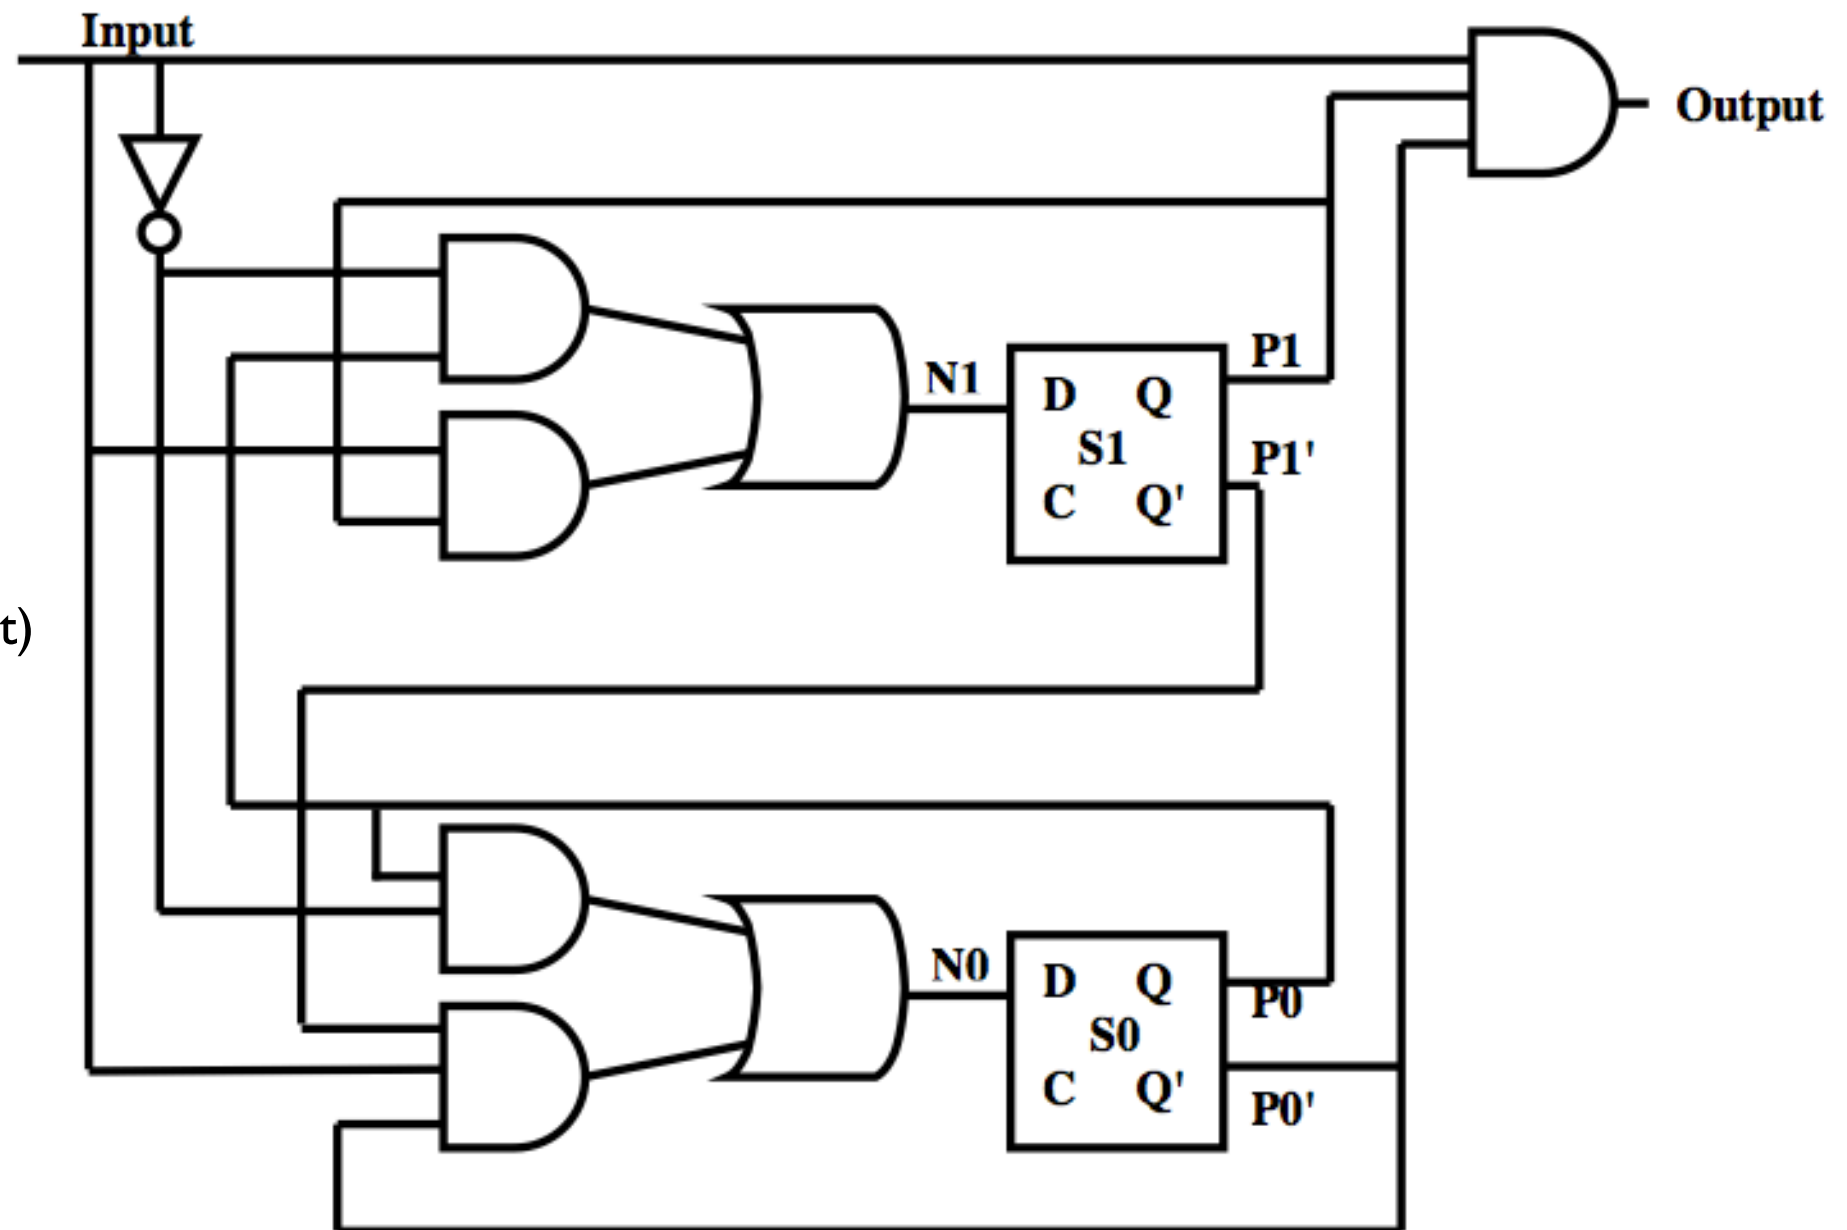 Input
Output
P1
N1
D Q
S1
P1'
C Q'
t)
N0
D Q
P0
S0
C Q'
P0'